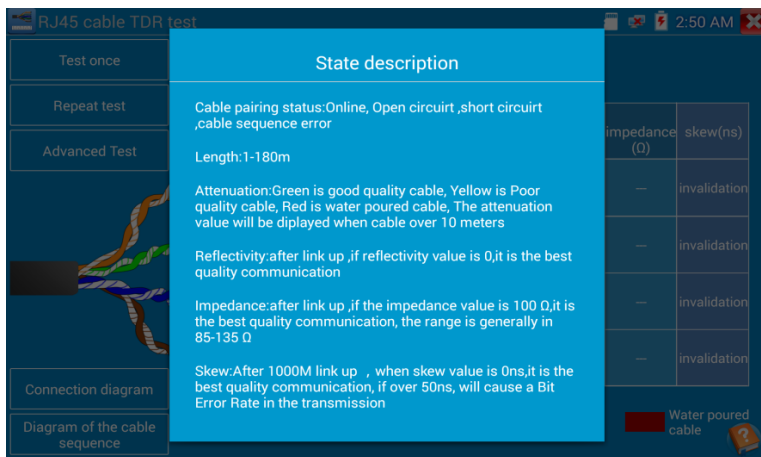 RJ45 cable TDR test
2:50 AM
Test once
Repeat test
Advanced Test
Connection diagram
Diagram of the cable
sequence
State description
Cable pairing status:Online, Open circuirt ,short circuirt
,cable sequence error
Length:1-180m
Attenuation:Green is good quality cable, Yellow is Poor
quality cable, Red is water poured cable, The attenuation
value will be diplayed when cable over 10 meters
Reflectivity:after link up ,if reflectivity value is 0,it is the best
quality communication
Impedance:after link up ,if the impedance value is 100 Ω,it is
the best quality communication, the range is generally in
85-135 Ω
Skew:After 1000M link up , when skew value is 0ns,it is the
best quality communication, if over 50ns, will cause a Bit
Error Rate in the transmission
impedance
(Ω)
skew(ns)
— invalidation
— invalidation
— invalidation
— invalidation
Water poured
cable
?